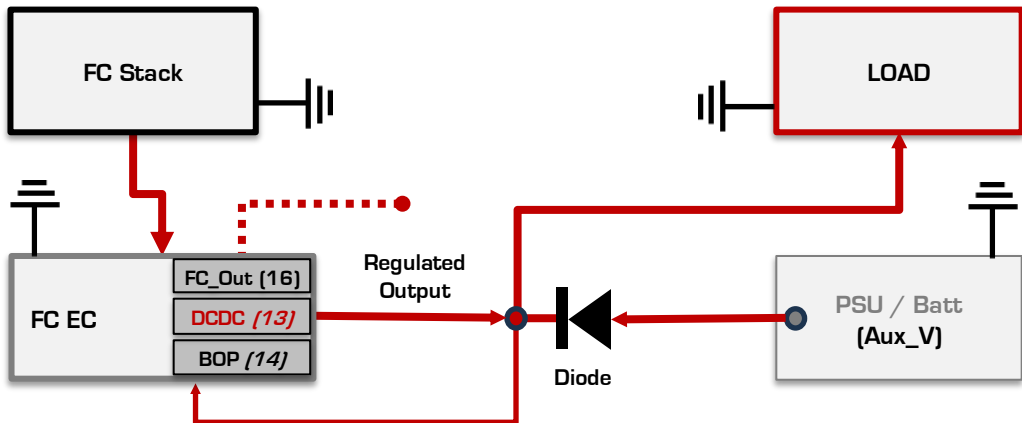 FC Stack
LOAD
FC EC
FC_Out (16)
DCDC (13)
BOP (14)
Regulated
Output
Diode
PSU / Batt
(Aux_V)